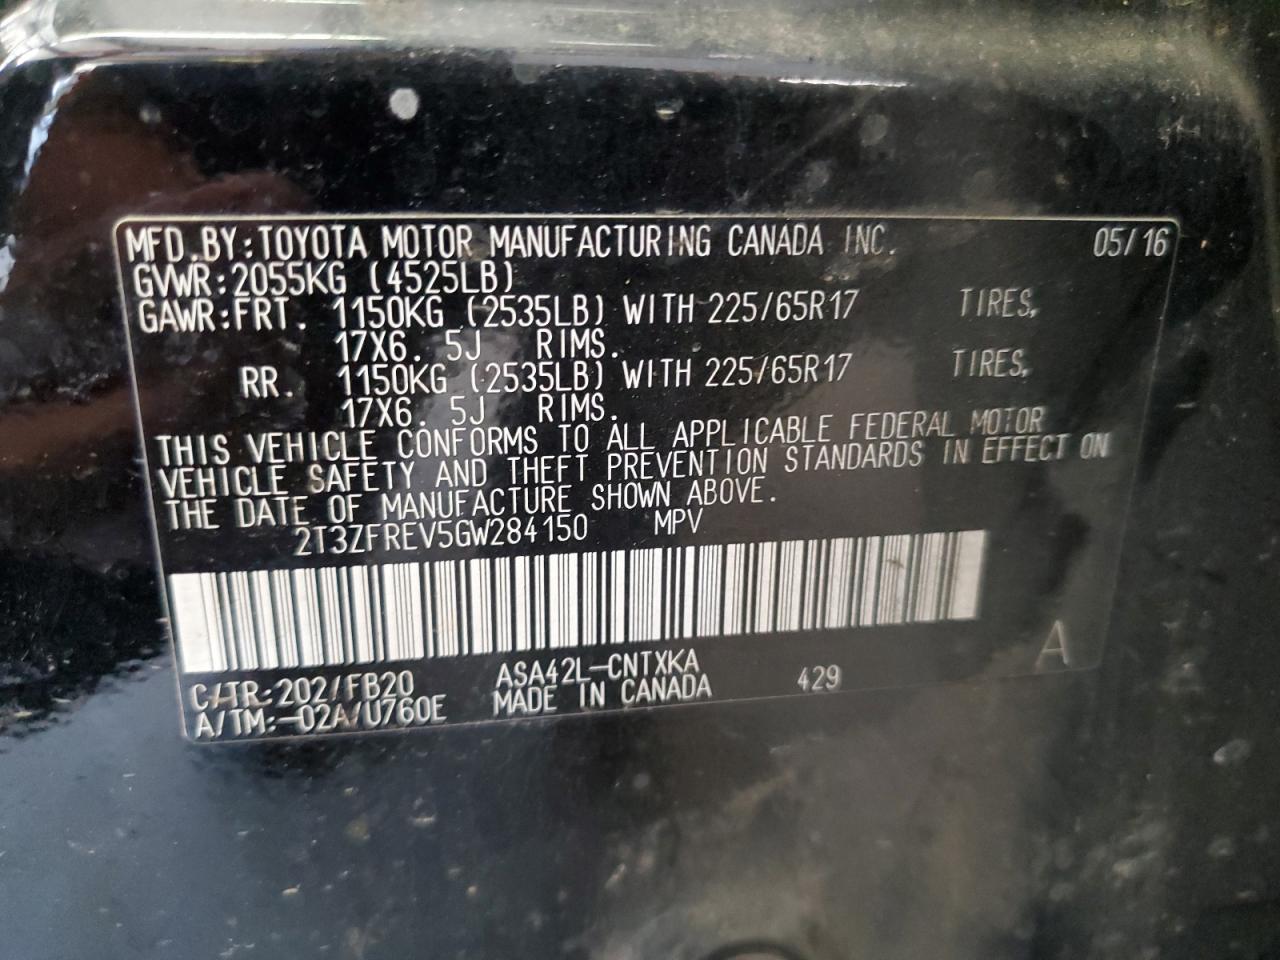 MFD.BY:TOYOTA MOTOR MANUFACTURING CANADA INC. 05/16
GVWR:2055KG (4525LB)
GAWR:FRT. 1150KG (2535LB) WITH 225/65R17 TIRES,
17X6. 5J RIMS.
RR. 1150KG (2535LB) WITH 225/65R17 TIRES,
17X6. 5J RIMS.
THIS VEHICLE CONFORMS TO ALL APPLICABLE FEDERAL MOTOR
VEHICLE SAFETY AND THEFT PREVENTION STANDARDS IN EFFECT ON
THE DATE OF MANUFACTURE SHOWN ABOVE.
2T3ZFREV5GW284150 MPV
C/TR:202/FB20 ASA42L-CNTXKA 429 A
A/TM:-02A/U760E MADE IN CANADA